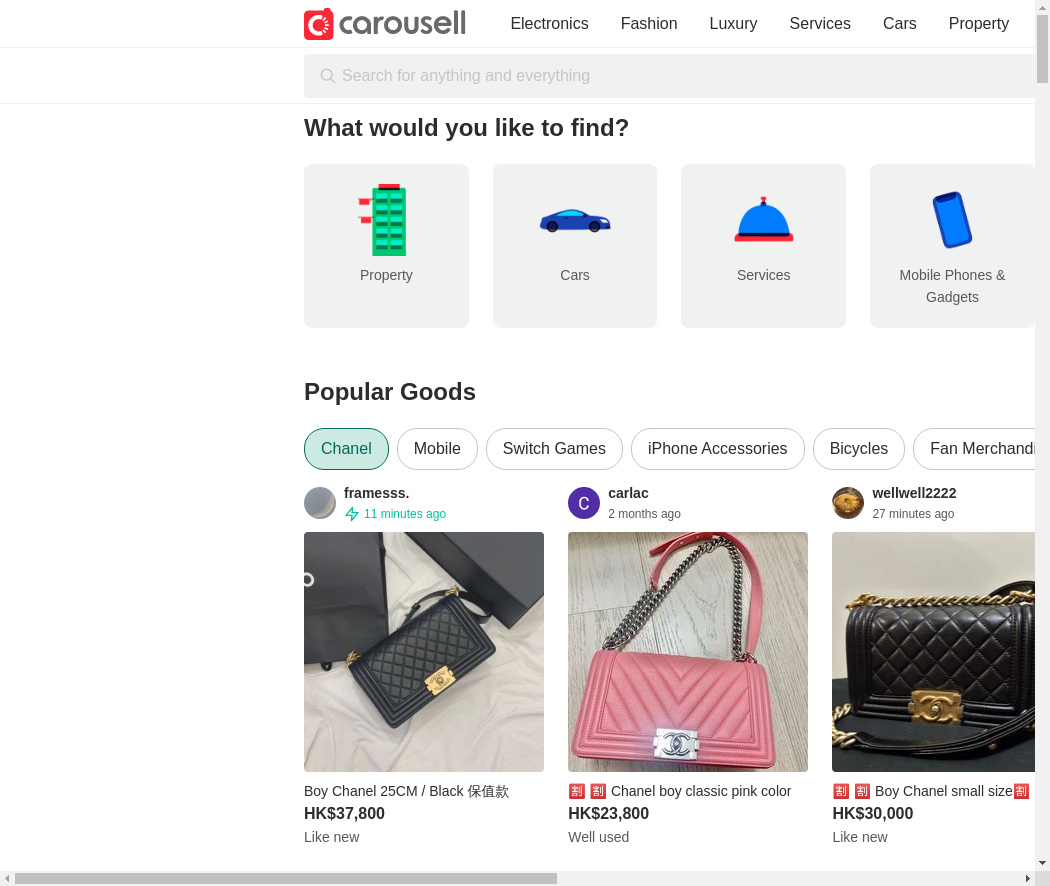 carousell
Electronics Fashion Luxury Services Cars Property
Search for anything and everything
What would you like to find?
Property
Cars
Services
Mobile Phones &
Gadgets
Popular Goods
Chanel Mobile Switch Games iPhone Accessories Bicycles Fan Merchandi
framesss.
11 minutes ago
Boy Chanel 25CM / Black 保值款
HK$37,800
Like new
C
carlac
2 months ago
🈹 🈹 Chanel boy classic pink color
HK$23,800
Well used
wellwell2222
27 minutes ago
🈹 🈹 Boy Chanel small size🈹
HK$30,000
Like new